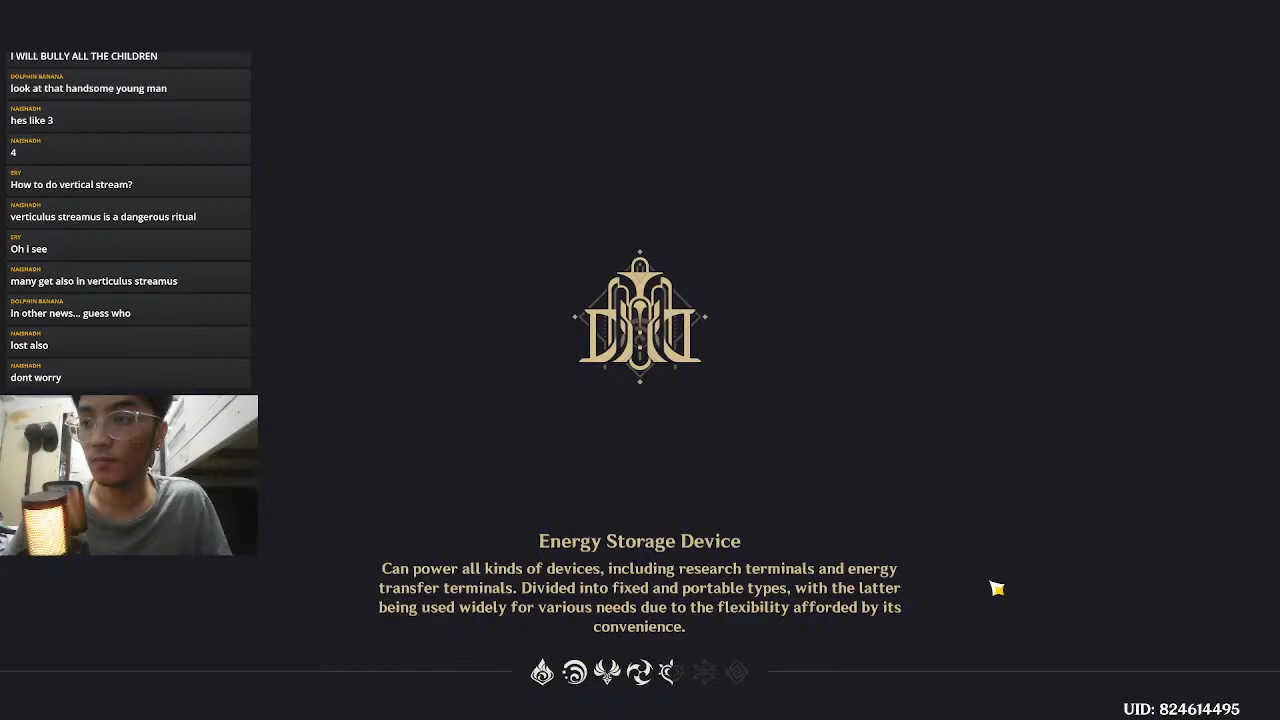 I WILL BULLY ALL THE CHILDREN
DOLPHIN BANANA
look at that handsome young man
NAISHADH
hes like 3
NAISHADH
4
ERY
How to do vertical stream?
NAISHADH
verticulus streamus is a dangerous ritual
ERY
Oh i see
NAISHADH
many get also in verticulus streamus
DOLPHIN BANANA
in other news... guess who
NAISHADH
lost also
NAISHADH
dont worry
Energy Storage Device
Can power all kinds of devices, including research terminals and energy
transfer terminals. Divided into fixed and portable types, with the latter
being used widely for various needs due to the flexibility afforded by its
convenience.
UID: 824614495